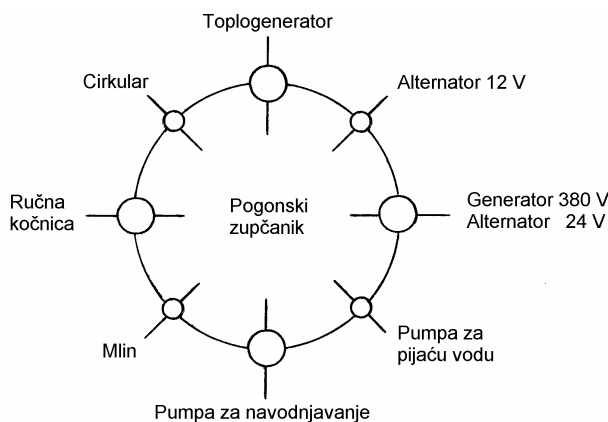 Toplogenerator
Cirkular
Alternator 12 V
Ručna
kočnica
Pogonski
zupčanik
Generator 380 V
Alternator 24 V
Mlin
Pumpa za
pijaću vodu
Pumpa za navodnjavanje